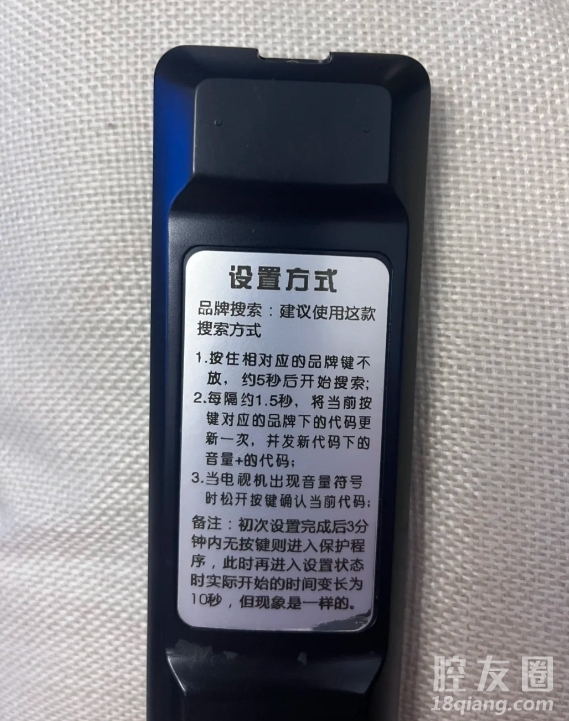 设置方式
品牌搜索：建议使用这款
搜索方式
1.按住相对应的品牌键不
放，约5秒后开始搜索;
2.每隔约1.5秒，将当前按
键对应的品牌下的代码更
新一次，并发新代码下的
音量+的代码;
3.当电视机出现音量符号
时松开按键确认当前代码;
备注：初次设置完成后3分
钟内无按键则进入保护程
序，此时再进入设置状态
时实际开始的时间变长为
10秒，但现象是一样的。
腔友圈
18qiang.com